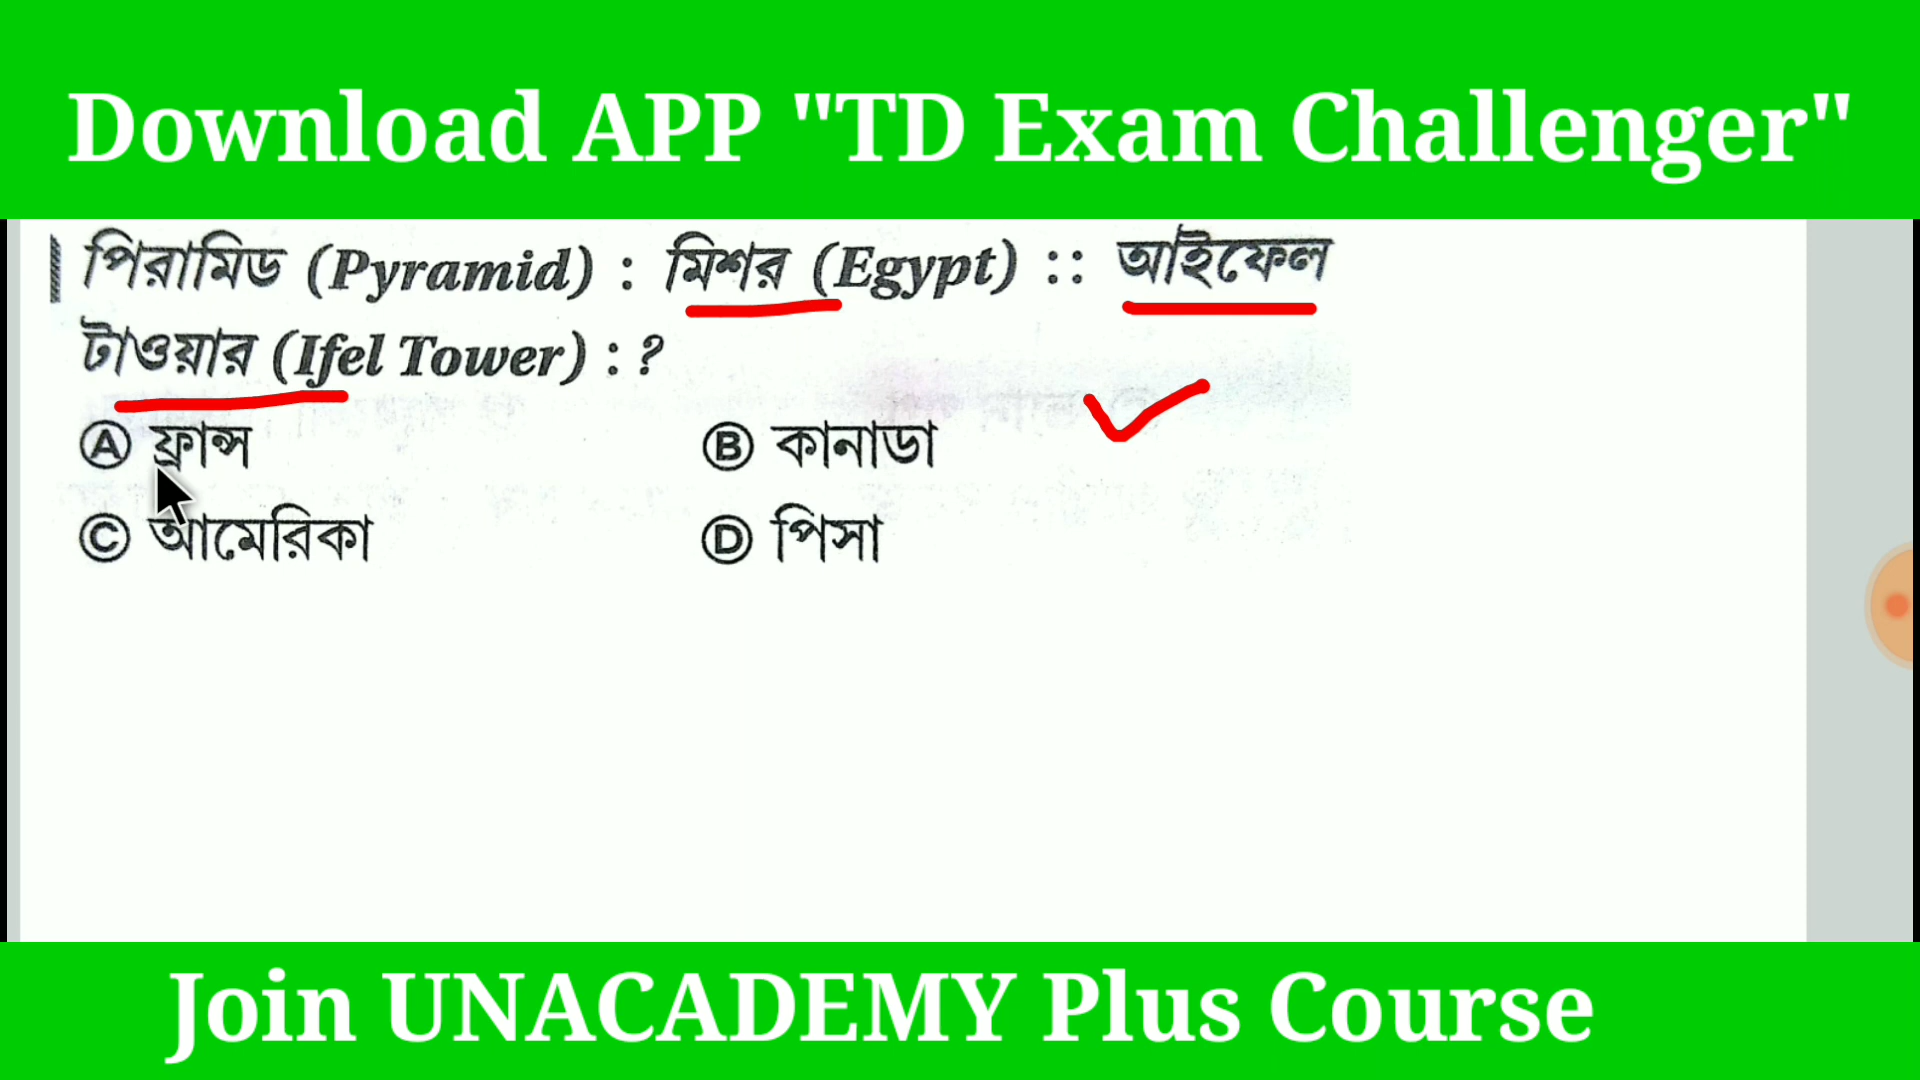 Download APP "TD Exam Challenger"
পিরামিড (Pyramid) : মিশর (Egypt) :: আইফেল
টাওয়ার (Ifel Tower) : ?
Ⓐ ফ্রান্স Ⓑ কানাডা
Ⓒ আমেরিকা Ⓓ পিসা
Join UNACADEMY Plus Course